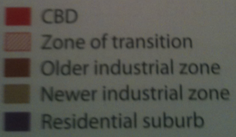 CBD
Zone of transition
Older industrial zone
Newer industrial zone
Residential suburb